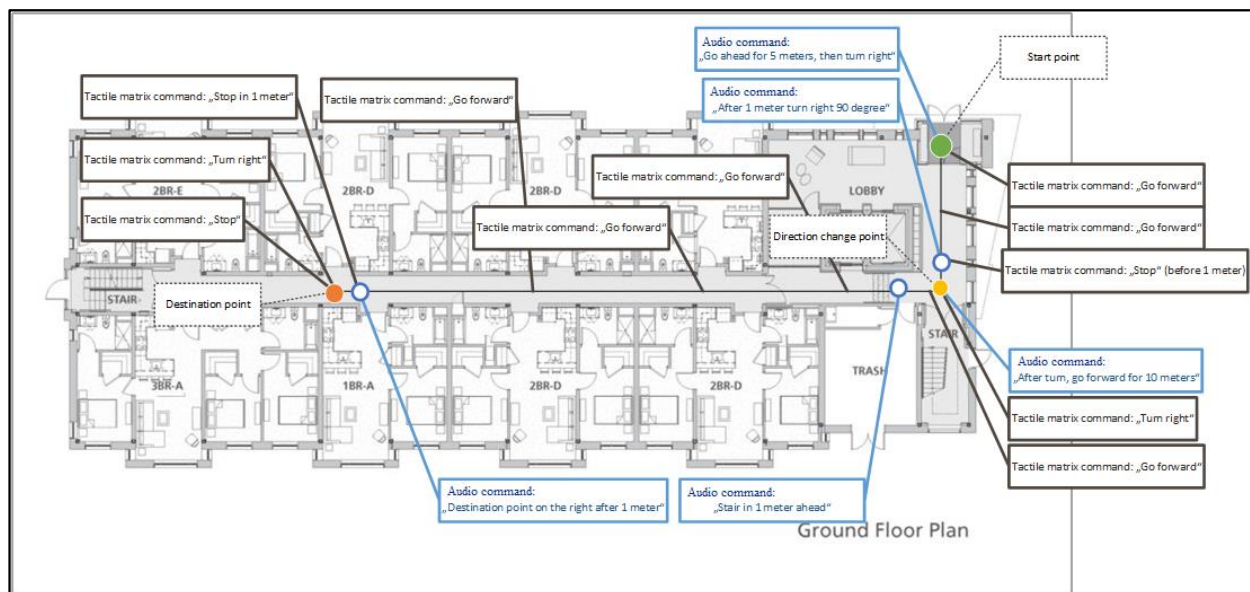 Audio command:
„Go ahead for 5 meters, then turn right“
Start point
Tactile matrix command: „Stop in 1 meter“
Tactile matrix command: „Go forward“
Audio command:
„After 1 meter turn right 90 degree“
Tactile matrix command: „Turn right“
2BR-E
2BR-D
2BR-D
Tactile matrix command: „Go forward“
LOBBY
Tactile matrix command: „Go forward“
Tactile matrix command: „Stop“
Tactile matrix command: „Go forward“
Direction change point
Tactile matrix command: „Go forward“
Tactile matrix command: „Stop“ (before 1 meter)
STAIR
Destination point
STAIR
Audio command:
„After turn, go forward for 10 meters“
3BR-A
1BR-A
2BR-D
2BR-D
TRASH
Tactile matrix command: „Turn right“
Tactile matrix command: „Go forward“
Audio command:
„Destination point on the right after 1 meter“
Audio command:
„Stair in 1 meter ahead“
Ground Floor Plan